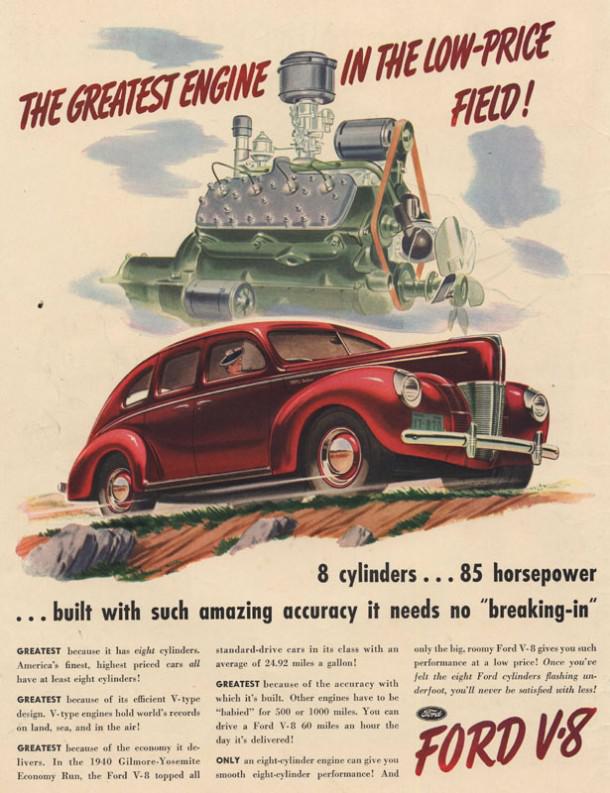 THE GREATEST ENGINE IN THE LOW-PRICE
FIELD!
8 cylinders...85 horsepower
...built with such amazing accuracy it needs no "breaking-in"
GREATEST because it has eight cylinders.
America's finest, highest priced cars all
have at least eight cylinders!
GREATEST because of its efficient V-type
design. V-type engines hold world's records
on land, sea, and in the air!
GREATEST because of the economy it de-
livers. In the 1940 Gilmore-Yosemite
Economy Run, the Ford V-8 topped all
standard-drive cars in its class with an
average of 24.92 miles a gallon!
GREATEST because of the accuracy with
which it's built. Other engines have to be
"babied" for 500 or 1000 miles. You can
drive a Ford V-8 60 miles an hour the
day it's delivered!
ONLY an eight-cylinder engine can give you
smooth eight-cylinder performance! And
only the big, roomy Ford V-8 gives you such
performance at a low price! Once you've
felt the eight Ford cylinders flashing un-
derfoot, you'll never be satisfied with less!
Ford
FORD V·8